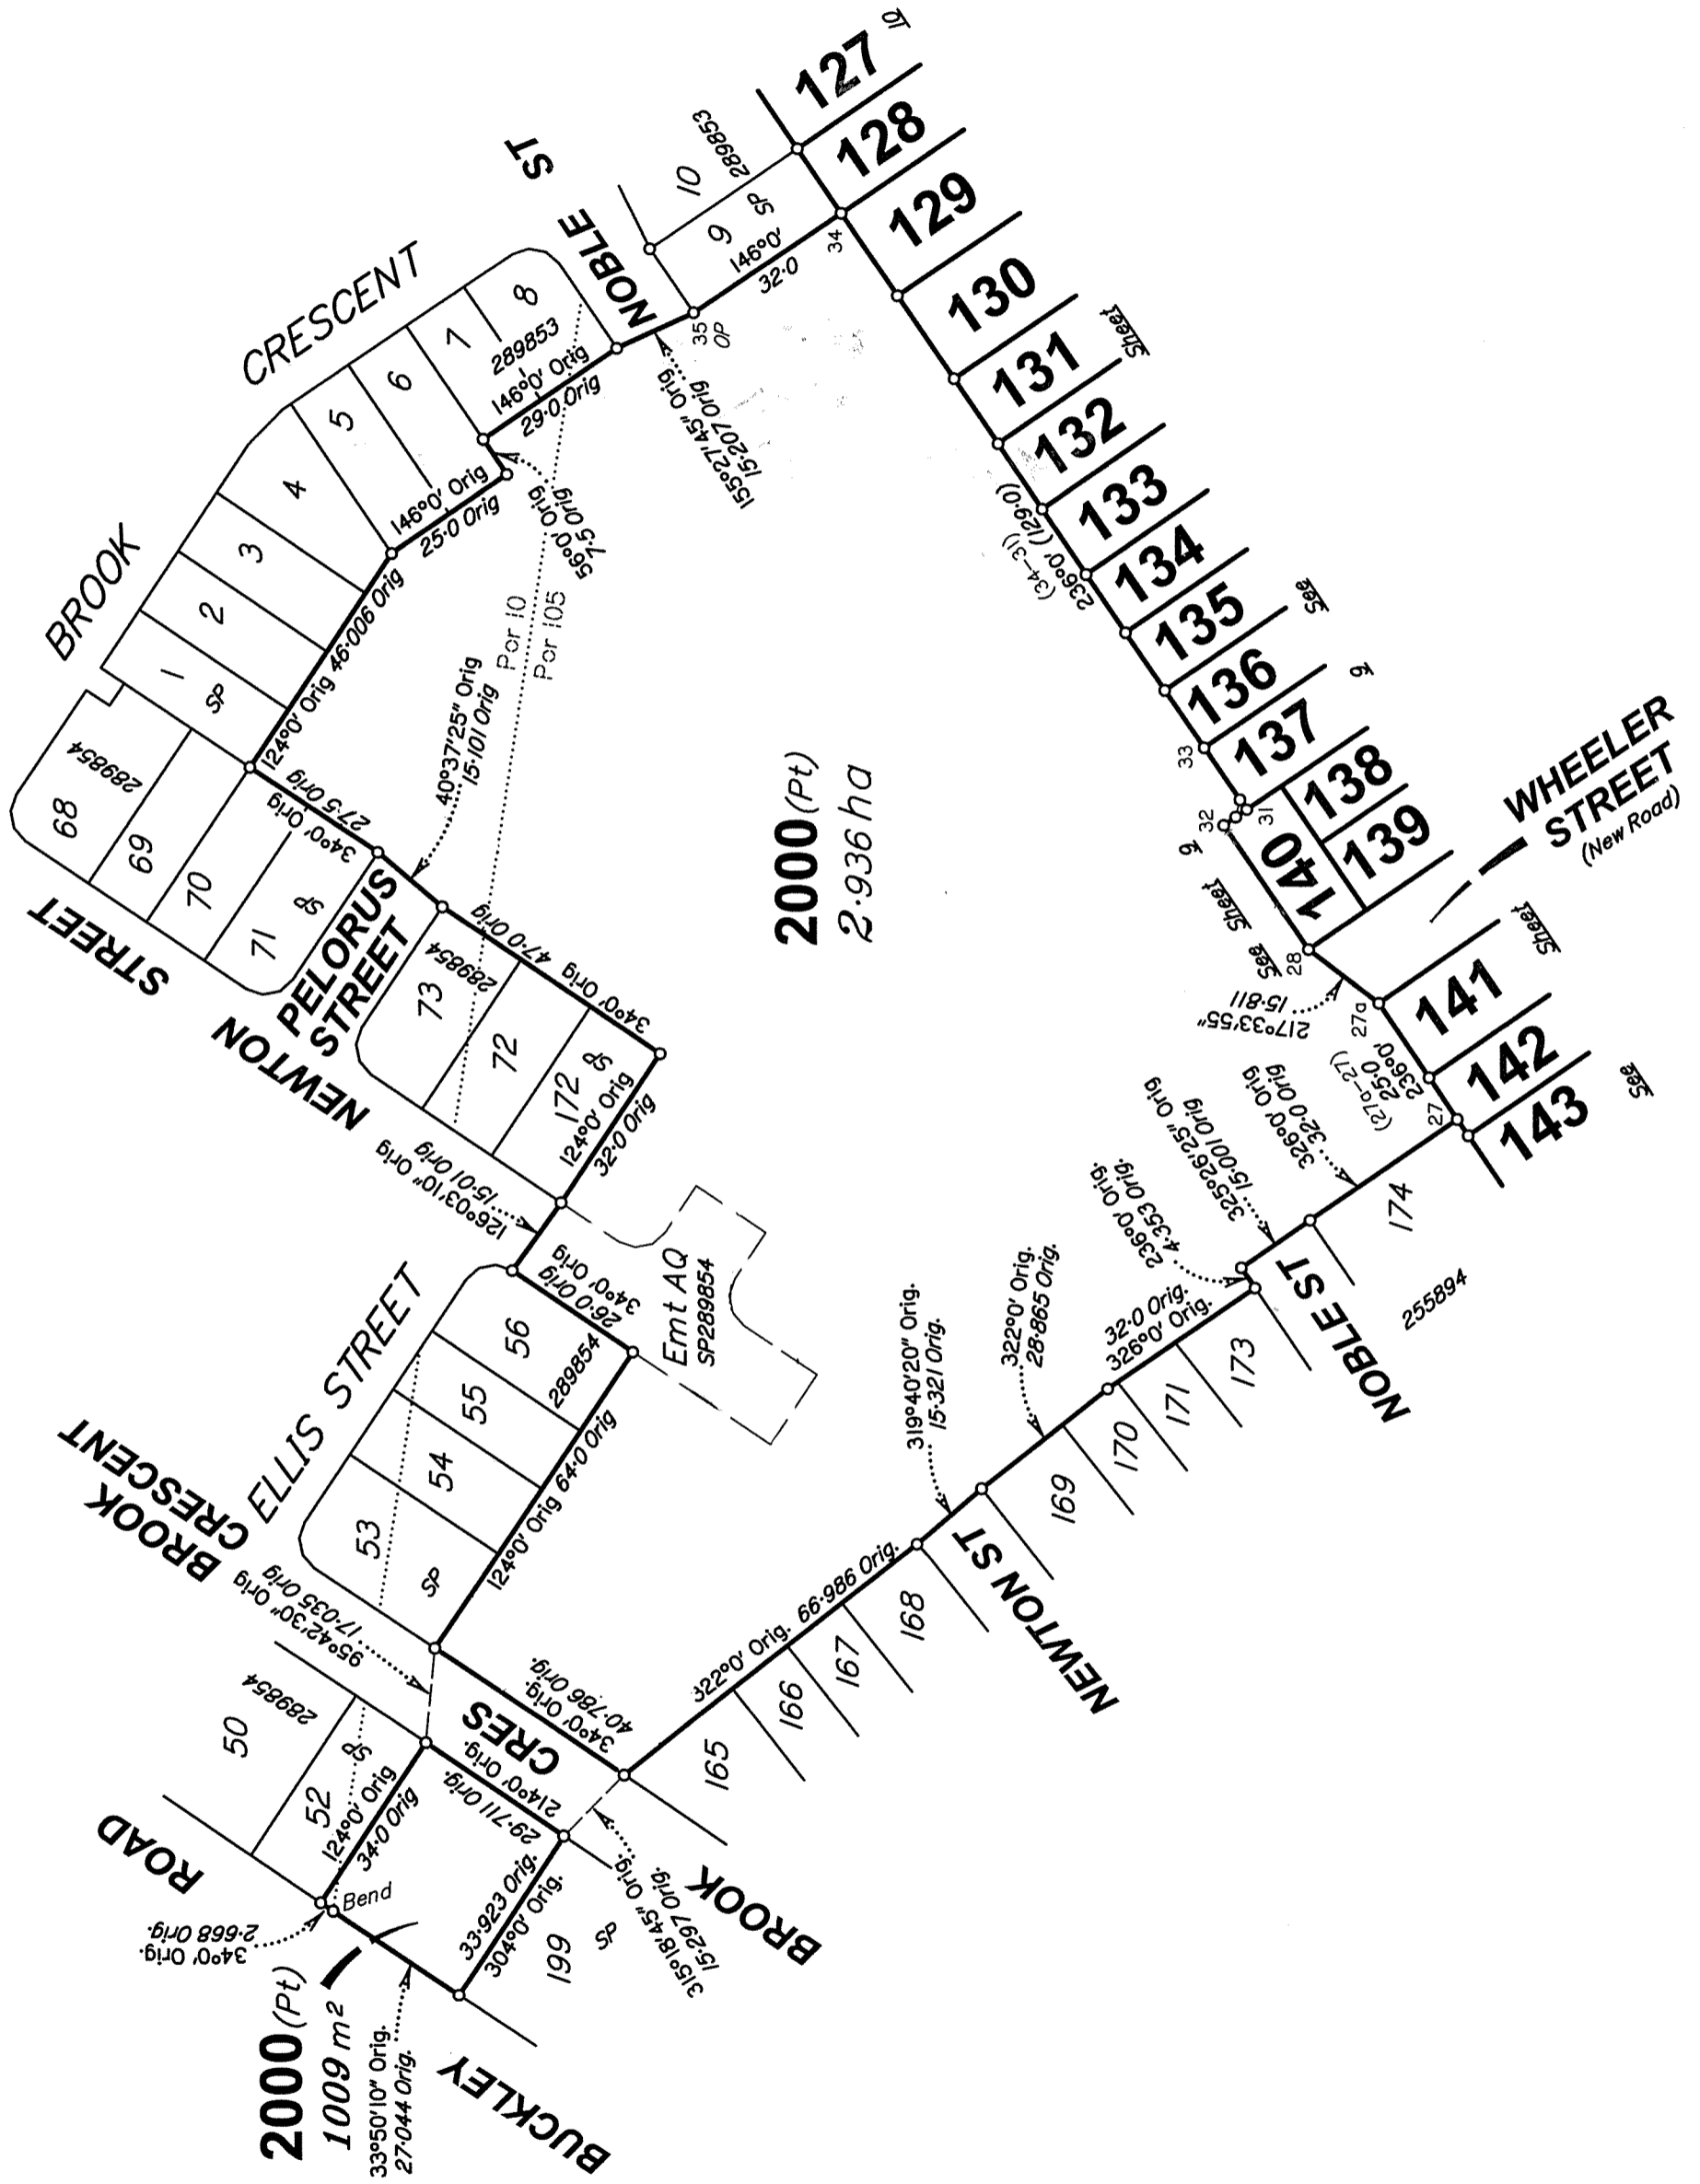 BROOK
CRESCENT
NOBLE ST
STREET
NEWTON
PELORUS
STREET
68
289854
69
70
71
SP
1
SP
2
3
4
5
6
7
8
289853
9
SP
10
289853
124°0' Orig 46·006 Orig
146°0' Orig
25·0 Orig
56°0' Orig
7·5 Orig
146°0' Orig
29·0 Orig
155°27'45" Orig
15·207 Orig
35
OP
146°0'
32·0
34
34°0' Orig
27·5 Orig
40°37'25" Orig
15·101 Orig
Por 10
Por 105
73
289854
72
172
SP
34°0' Orig 47·0 Orig
124°0' Orig
32·0 Orig
126°03'10" Orig
15·01 Orig
2000 (Pt)
2·936 ha
127
10
128
129
130
131
Sheet
132
133
134
135
See
136
137
9
138
139
140
(34-31)
236°0' (129·0)
33
32
31
9
Sheet
See
28
WHEELER
STREET
(New Road)
217°33'55"
15·811
27a
(27a-27)
25·0
236°0'
27
141
Sheet
142
143
See
BROOK
CRESCENT
ELLIS STREET
53
SP
54
55
56
289854
26·0 Orig
34°0' Orig
124°0' Orig 64·0 Orig
Emt AQ
SP289854
95°42'30" Orig
17·035 Orig
CRES
34°0' Orig.
40·786 Orig.
322°0' Orig. 66·986 Orig.
165
166
167
168
319°40'20" Orig.
15·321 Orig.
NEWTON ST
322°0' Orig.
28·865 Orig.
169
170
171
173
32·0 Orig.
326°0' Orig.
236°0' Orig.
4·353 Orig.
325°26'25" Orig
15·001 Orig
326°0' Orig
32·0 Orig
NOBLE ST
174
255894
ROAD
50
289854
52
SP
124°0' Orig
34·0 Orig
Bend
34°0' Orig.
2·668 Orig.
214°0' Orig.
29·711 Orig.
33·923 Orig.
304°0' Orig.
199
SP
315°18'45" Orig.
15·297 Orig.
BROOK
2000 (Pt)
1009 m²
33°50'10" Orig.
27·044 Orig.
BUCKLEY